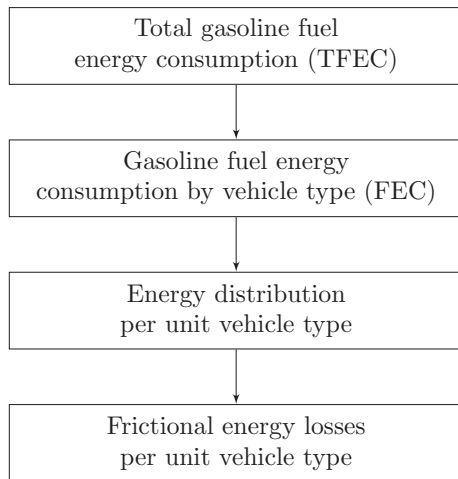 Total gasoline fuel
energy consumption (TFEC)
Gasoline fuel energy
consumption by vehicle type (FEC)
Energy distribution
per unit vehicle type
Frictional energy losses
per unit vehicle type